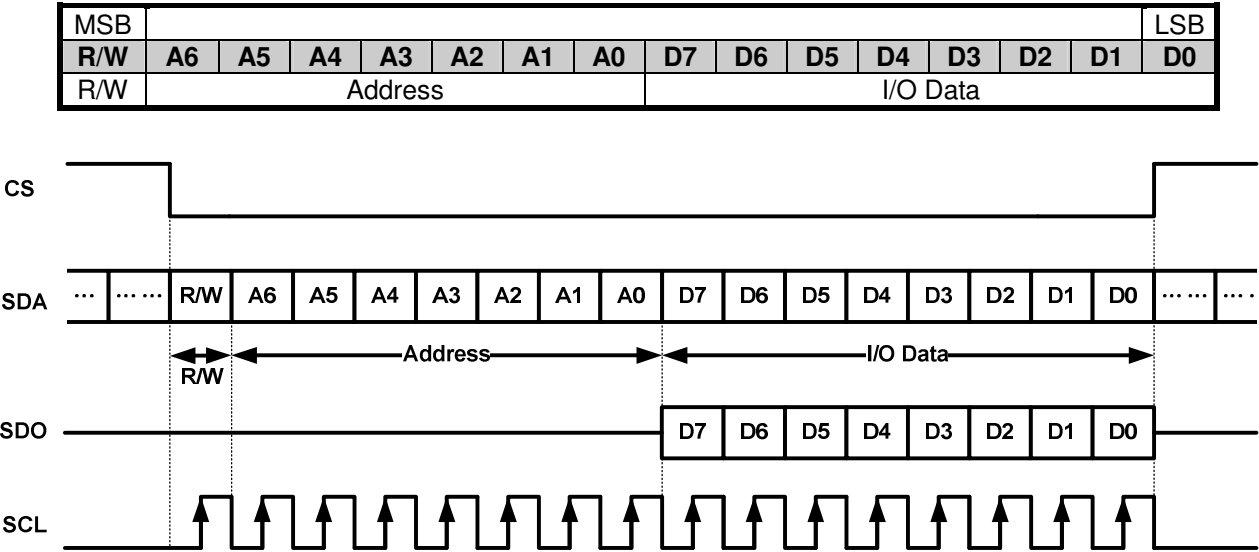 MSB LSB
R/W A6 A5 A4 A3 A2 A1 A0 D7 D6 D5 D4 D3 D2 D1 D0
R/W Address I/O Data
CS
SDA ... ... ... R/W A6 A5 A4 A3 A2 A1 A0 D7 D6 D5 D4 D3 D2 D1 D0 ... ... ... .
Address I/O Data
R/W
SDO D7 D6 D5 D4 D3 D2 D1 D0
SCL